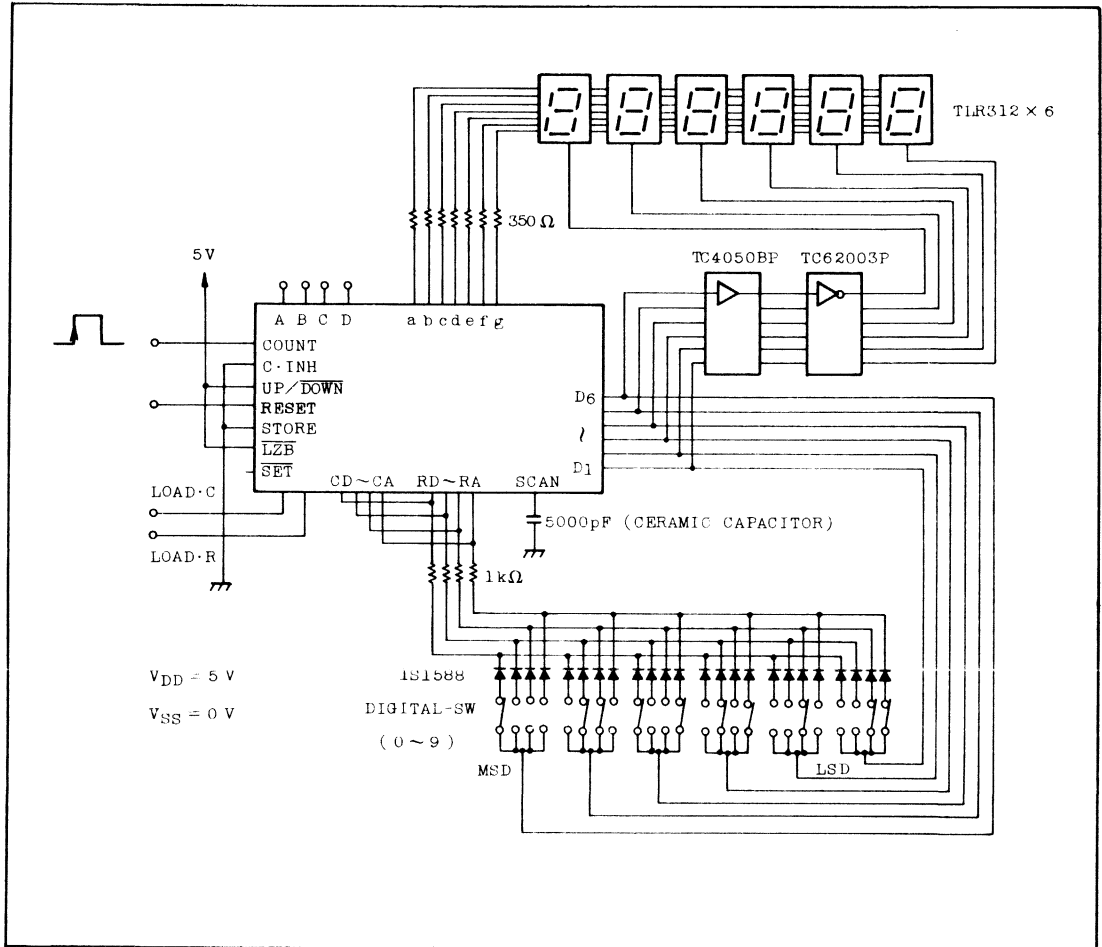 TLR312 × 6
350Ω
5V
TC4050BP TC62003P
A B C D
a b c d e f g
COUNT
C·INH
UP/DOWN
RESET
STORE
LZB
SET
D6
~
D1
CD~CA RD~RA SCAN
LOAD·C
LOAD·R
5000pF (CERAMIC CAPACITOR)
1kΩ
VDD = 5 V
VSS = 0 V
1S1588
DIGITAL-SW
(0~9)
MSD
LSD